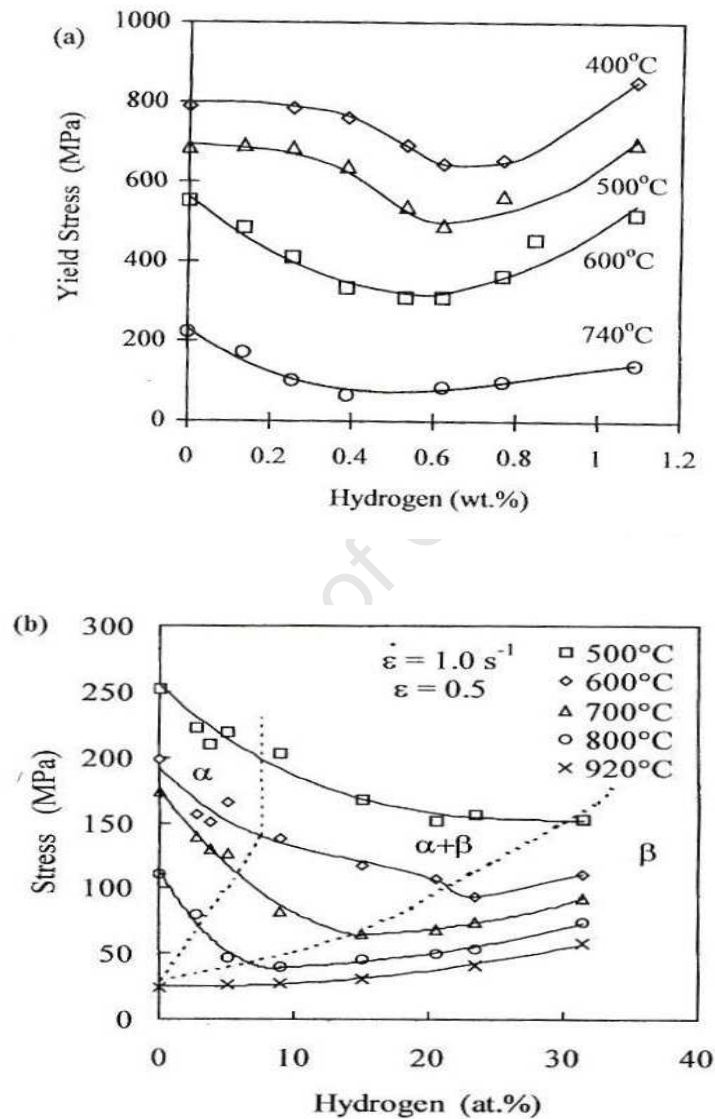 (a)
1000
800
600
400
200
0
Yield Stress (MPa)
400°C
500°C
600°C
740°C
0 0.2 0.4 0.6 0.8 1 1.2
Hydrogen (wt.%)
of
(b)
300
250
200
150
100
50
0
Stress (MPa)
ε̇ = 1.0 s⁻¹
ε = 0.5
500°C
600°C
700°C
800°C
920°C
α
α+β
β
0 10 20 30 40
Hydrogen (at.%)